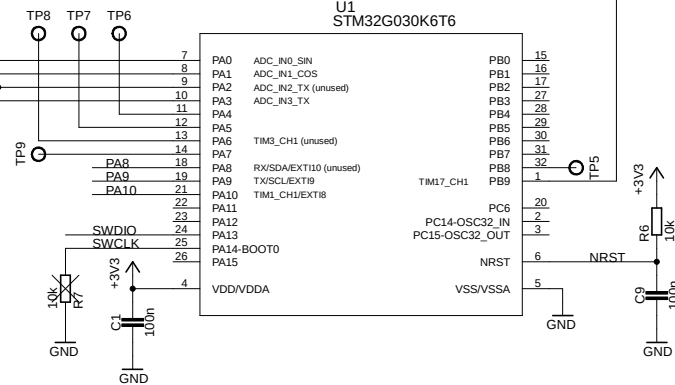 U1
STM32G030K6T6
TP8 TP7 TP6
7 PA0 ADC_IN0_SIN PB0 15
8 PA1 ADC_IN1_COS PB1 16
9 PA2 ADC_IN2_TX (unused) PB2 17
10 PA3 ADC_IN3_TX PB3 27
11 PA4 PB4 28
12 PA5 PB5 29
13 PA6 TIM3_CH1 (unused) PB6 30
TP9 14 PA7 PB7 31
PA8 18 PA8 RX/SDA/EXTI10 (unused) PB8 32 TP5
PA9 19 PA9 TX/SCL/EXTI9 TIM17_CH1 PB9 1
PA10 21 PA10 TIM1_CH1/EXTI8
22 PA11 PC6 20
23 PA12 PC14-OSC32_IN 2
SWDIO 24 PA13 PC15-OSC32_OUT 3
SWCLK 25 PA14-BOOT0
26 PA15 NRST 6 NRST
4 VDD/VDDA VSS/VSSA 5
+3V3
R6
10k
10k
R7
+3V3
C1
100n
C9
100n
GND
GND
GND
GND